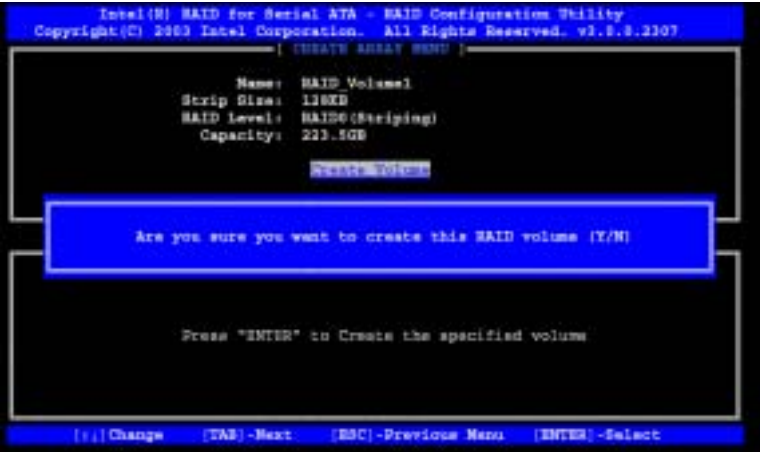 Intel(R) RAID for Serial ATA - RAID Configuration Utility
Copyright(C) 2003 Intel Corporation. All Rights Reserved. v3.0.0.2307
[ CREATE ARRAY MENU ]
Name: RAID_Volume1
Strip Size: 128KB
RAID Level: RAID0(Striping)
Capacity: 223.5GB
Create Volume
Are you sure you want to create this RAID volume (Y/N)
Press "ENTER" to Create the specified volume
[↑↓]Change [TAB]-Next [ESC]-Previous Menu [ENTER]-Select